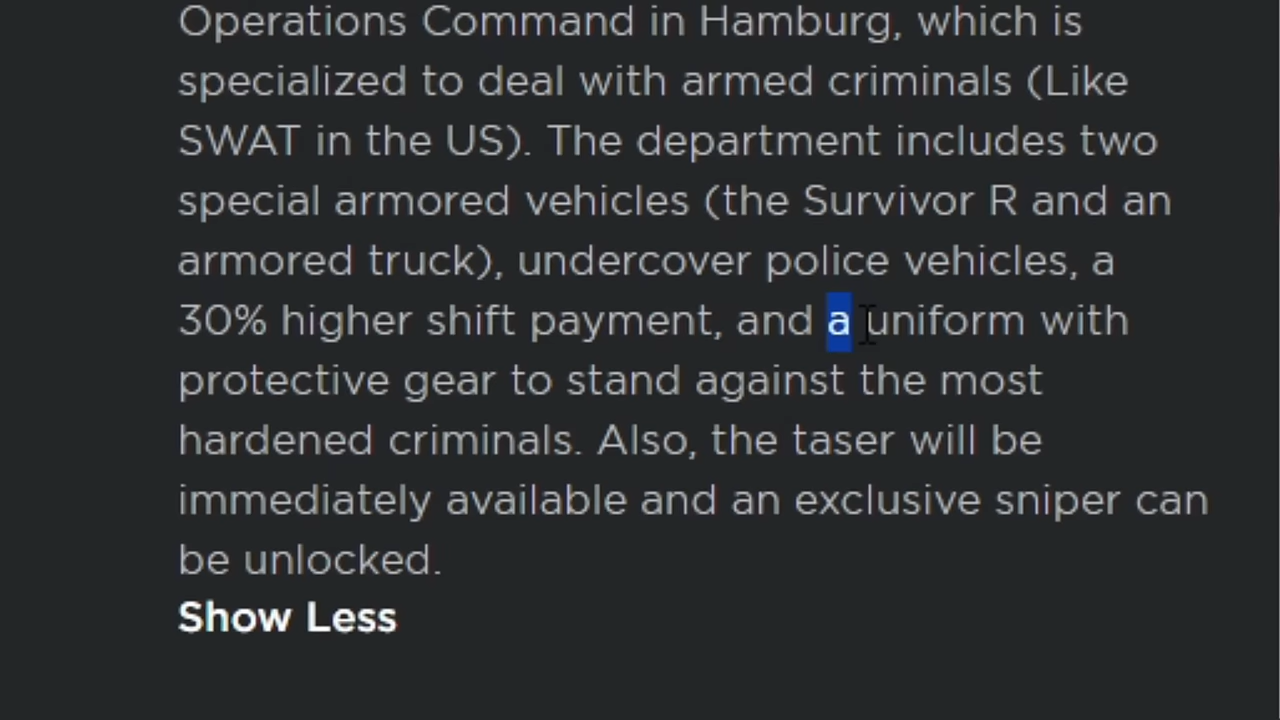 Operations Command in Hamburg, which is
specialized to deal with armed criminals (Like
SWAT in the US). The department includes two
special armored vehicles (the Survivor R and an
armored truck), undercover police vehicles, a
30% higher shift payment, and a uniform with
protective gear to stand against the most
hardened criminals. Also, the taser will be
immediately available and an exclusive sniper can
be unlocked.
Show Less